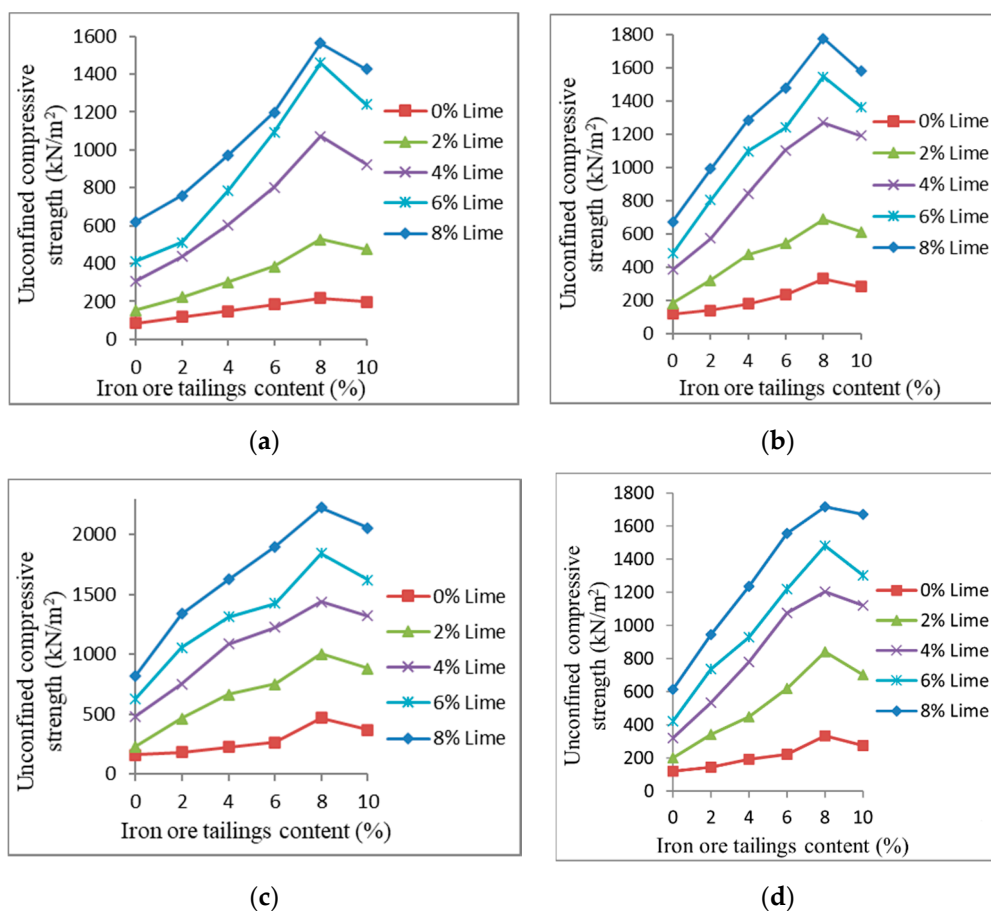 Unconfined compressive
strength (kN/m²)
1600
1400
1200
1000
800
600
400
200
0
0 2 4 6 8 10
Iron ore tailings content (%)
0% Lime
2% Lime
4% Lime
6% Lime
8% Lime
(a)
Unconfined compressive
strength (kN/m²)
1800
1600
1400
1200
1000
800
600
400
200
0
0 2 4 6 8 10
Iron ore tailings content (%)
0% Lime
2% Lime
4% Lime
6% Lime
8% Lime
(b)
Unconfined compressive
strength (kN/m²)
2000
1500
1000
500
0
0 2 4 6 8 10
Iron ore tailings content (%)
0% Lime
2% Lime
4% Lime
6% Lime
8% Lime
(c)
Unconfined compressive
strength (kN/m²)
1800
1600
1400
1200
1000
800
600
400
200
0
0 2 4 6 8 10
Iron ore tailings content (%)
0% Lime
2% Lime
4% Lime
6% Lime
8% Lime
(d)